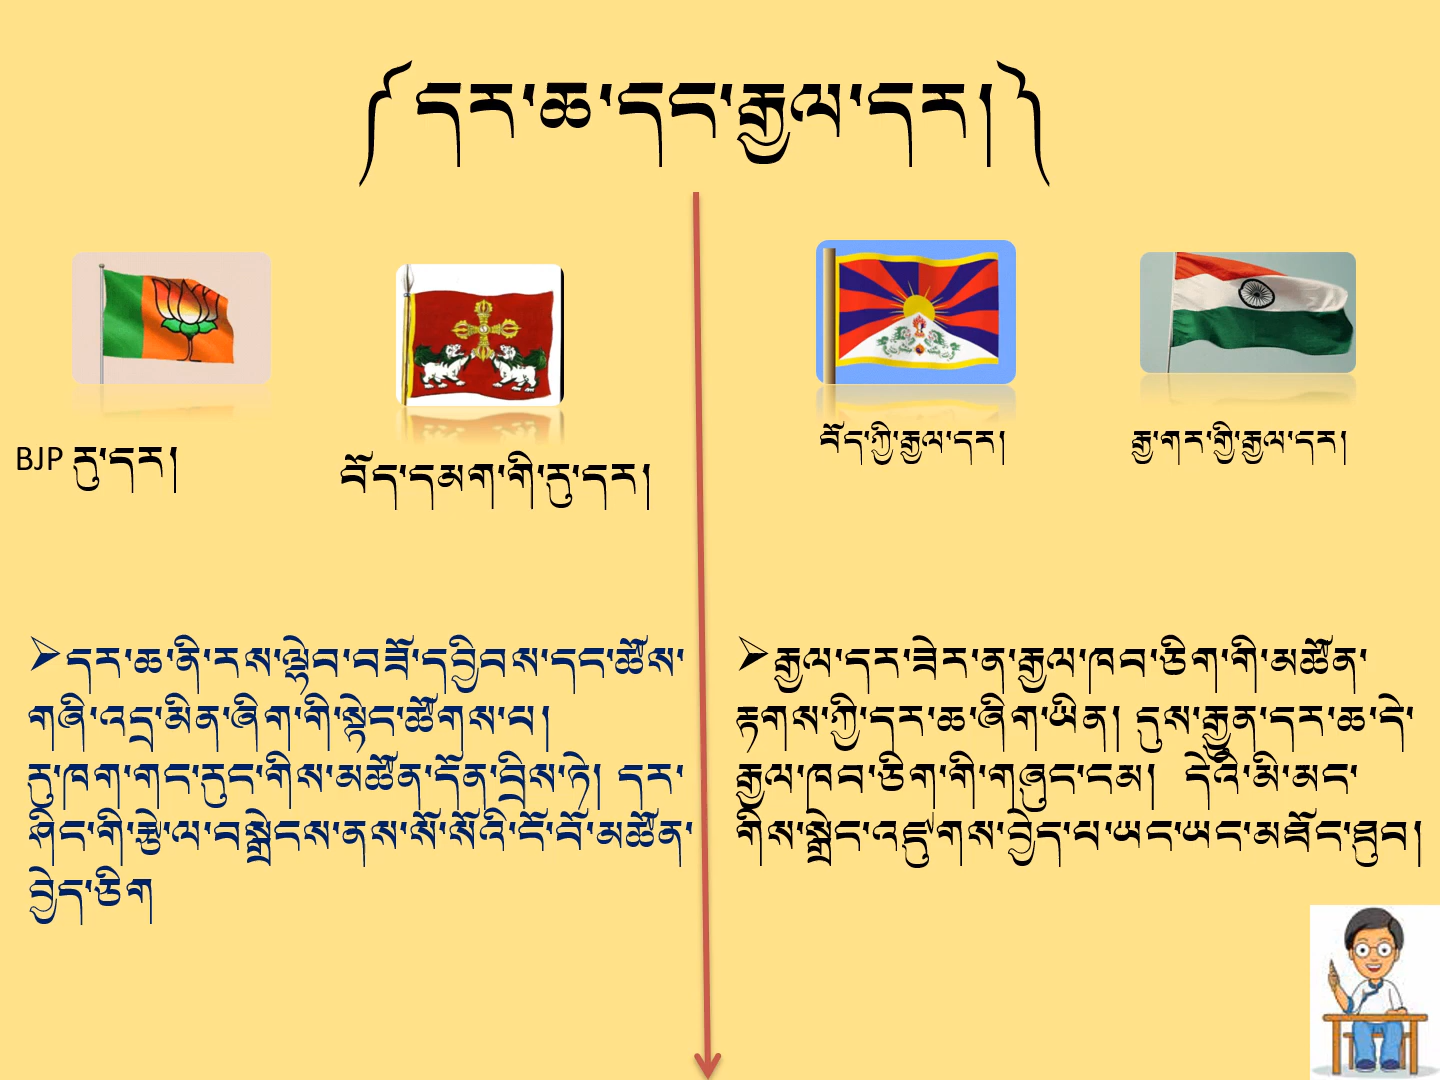 ༼དར་ཆ་དང་རྒྱལ་དར།༽
BJP རུ་དར།
བོད་དམག་གི་རུ་དར།
བོད་ཀྱི་རྒྱལ་དར།
རྒྱ་གར་གྱི་རྒྱལ་དར།
➢དར་ཆ་ནི་རས་ལྷེབ་བཟོ་དབྱིབས་དང་ཚོས་
གཞི་འདྲ་མིན་ཞིག་གི་སྟེང་ཚོགས་པ།
རུ་ཁག་གང་རུང་གིས་མཚོན་དོན་བྲིས་ཏེ། དར་
ཤིང་གི་རྩེ་ལ་བསྒྲེངས་ནས་སོ་སོའི་ངོ་བོ་མཚོན་
བྱེད་ཅིག
➢རྒྱལ་དར་ཟེར་ན་རྒྱལ་ཁབ་ཅིག་གི་མཚོན་
རྟགས་ཀྱི་དར་ཆ་ཞིག་ཡིན། དུས་རྒྱུན་དར་ཆ་དེ་
རྒྱལ་ཁབ་ཅིག་གི་གཞུང་ངམ། དེའི་མི་མང་
གིས་སྒྲེང་འཛུགས་བྱེད་པ་ཡང་ཡང་མཐོང་ཐུབ།